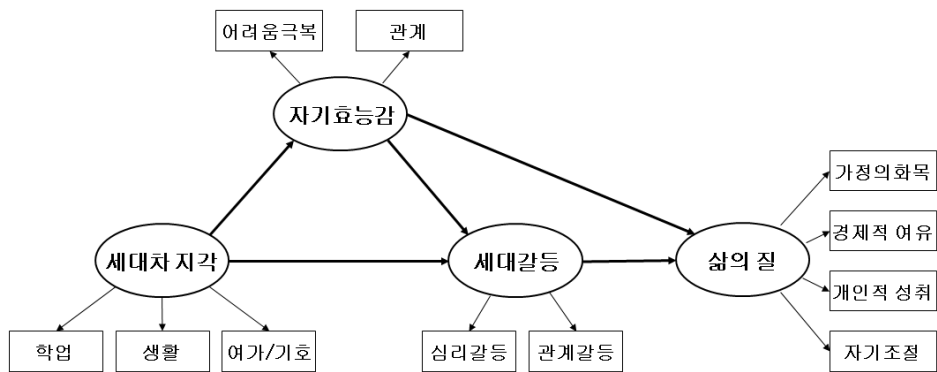 어려움극복
관계
자기효능감
가정의화목
세대차 지각
세대갈등
삶의 질
경제적 여유
개인적 성취
학업
생활
여가/기호
심리갈등
관계갈등
자기조절